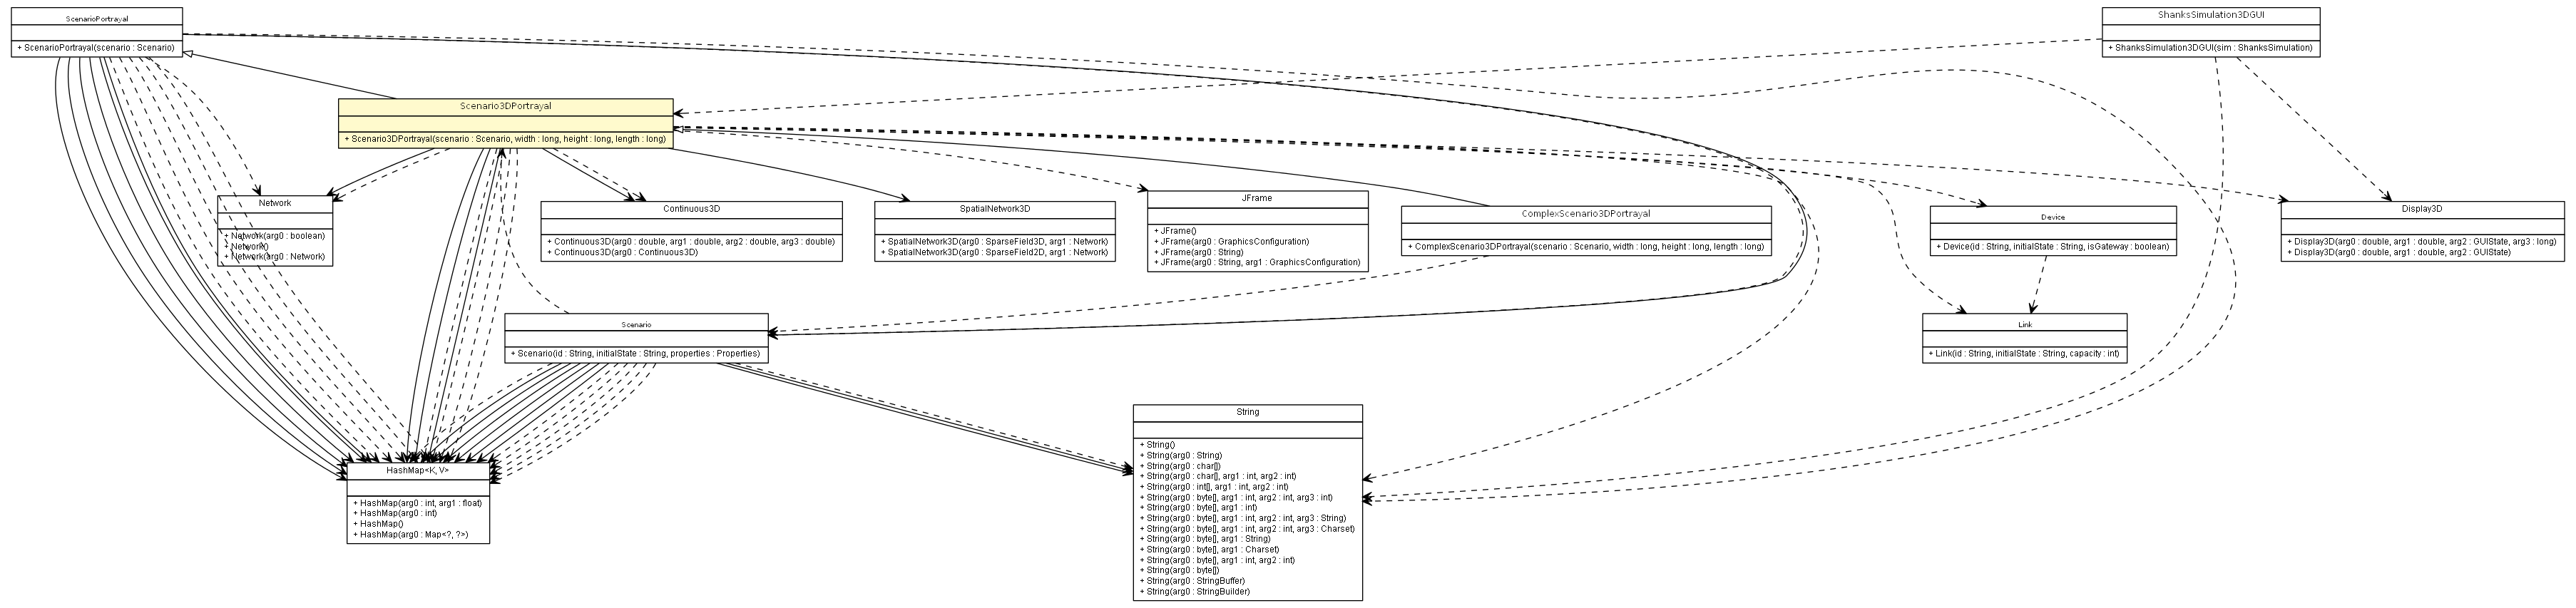 ScenarioPortrayal
+ ScenarioPortrayal(scenario : Scenario)
ShanksSimulation3DGUI
+ ShanksSimulation3DGUI(sim : ShanksSimulation)
Scenario3DPortrayal
+ Scenario3DPortrayal(scenario : Scenario, width : long, height : long, length : long)
Network
+ Network(arg0 : boolean)
+ Network()
+ Network(arg0 : Network)
Continuous3D
+ Continuous3D(arg0 : double, arg1 : double, arg2 : double, arg3 : double)
+ Continuous3D(arg0 : Continuous3D)
SpatialNetwork3D
+ SpatialNetwork3D(arg0 : SparseField3D, arg1 : Network)
+ SpatialNetwork3D(arg0 : SparseField2D, arg1 : Network)
JFrame
+ JFrame()
+ JFrame(arg0 : GraphicsConfiguration)
+ JFrame(arg0 : String)
+ JFrame(arg0 : String, arg1 : GraphicsConfiguration)
ComplexScenario3DPortrayal
+ ComplexScenario3DPortrayal(scenario : Scenario, width : long, height : long, length : long)
Device
+ Device(id : String, initialState : String, isGateway : boolean)
Display3D
+ Display3D(arg0 : double, arg1 : double, arg2 : GUIState, arg3 : long)
+ Display3D(arg0 : double, arg1 : double, arg2 : GUIState)
Scenario
+ Scenario(id : String, initialState : String, properties : Properties)
Link
+ Link(id : String, initialState : String, capacity : int)
HashMap<K, V>
+ HashMap(arg0 : int, arg1 : float)
+ HashMap(arg0 : int)
+ HashMap()
+ HashMap(arg0 : Map<?, ?>)
String
+ String()
+ String(arg0 : String)
+ String(arg0 : char[])
+ String(arg0 : char[], arg1 : int, arg2 : int)
+ String(arg0 : int[], arg1 : int, arg2 : int)
+ String(arg0 : byte[], arg1 : int, arg2 : int, arg3 : int)
+ String(arg0 : byte[], arg1 : int)
+ String(arg0 : byte[], arg1 : int, arg2 : int, arg3 : String)
+ String(arg0 : byte[], arg1 : int, arg2 : int, arg3 : Charset)
+ String(arg0 : byte[], arg1 : String)
+ String(arg0 : byte[], arg1 : Charset)
+ String(arg0 : byte[], arg1 : int, arg2 : int)
+ String(arg0 : byte[])
+ String(arg0 : StringBuffer)
+ String(arg0 : StringBuilder)